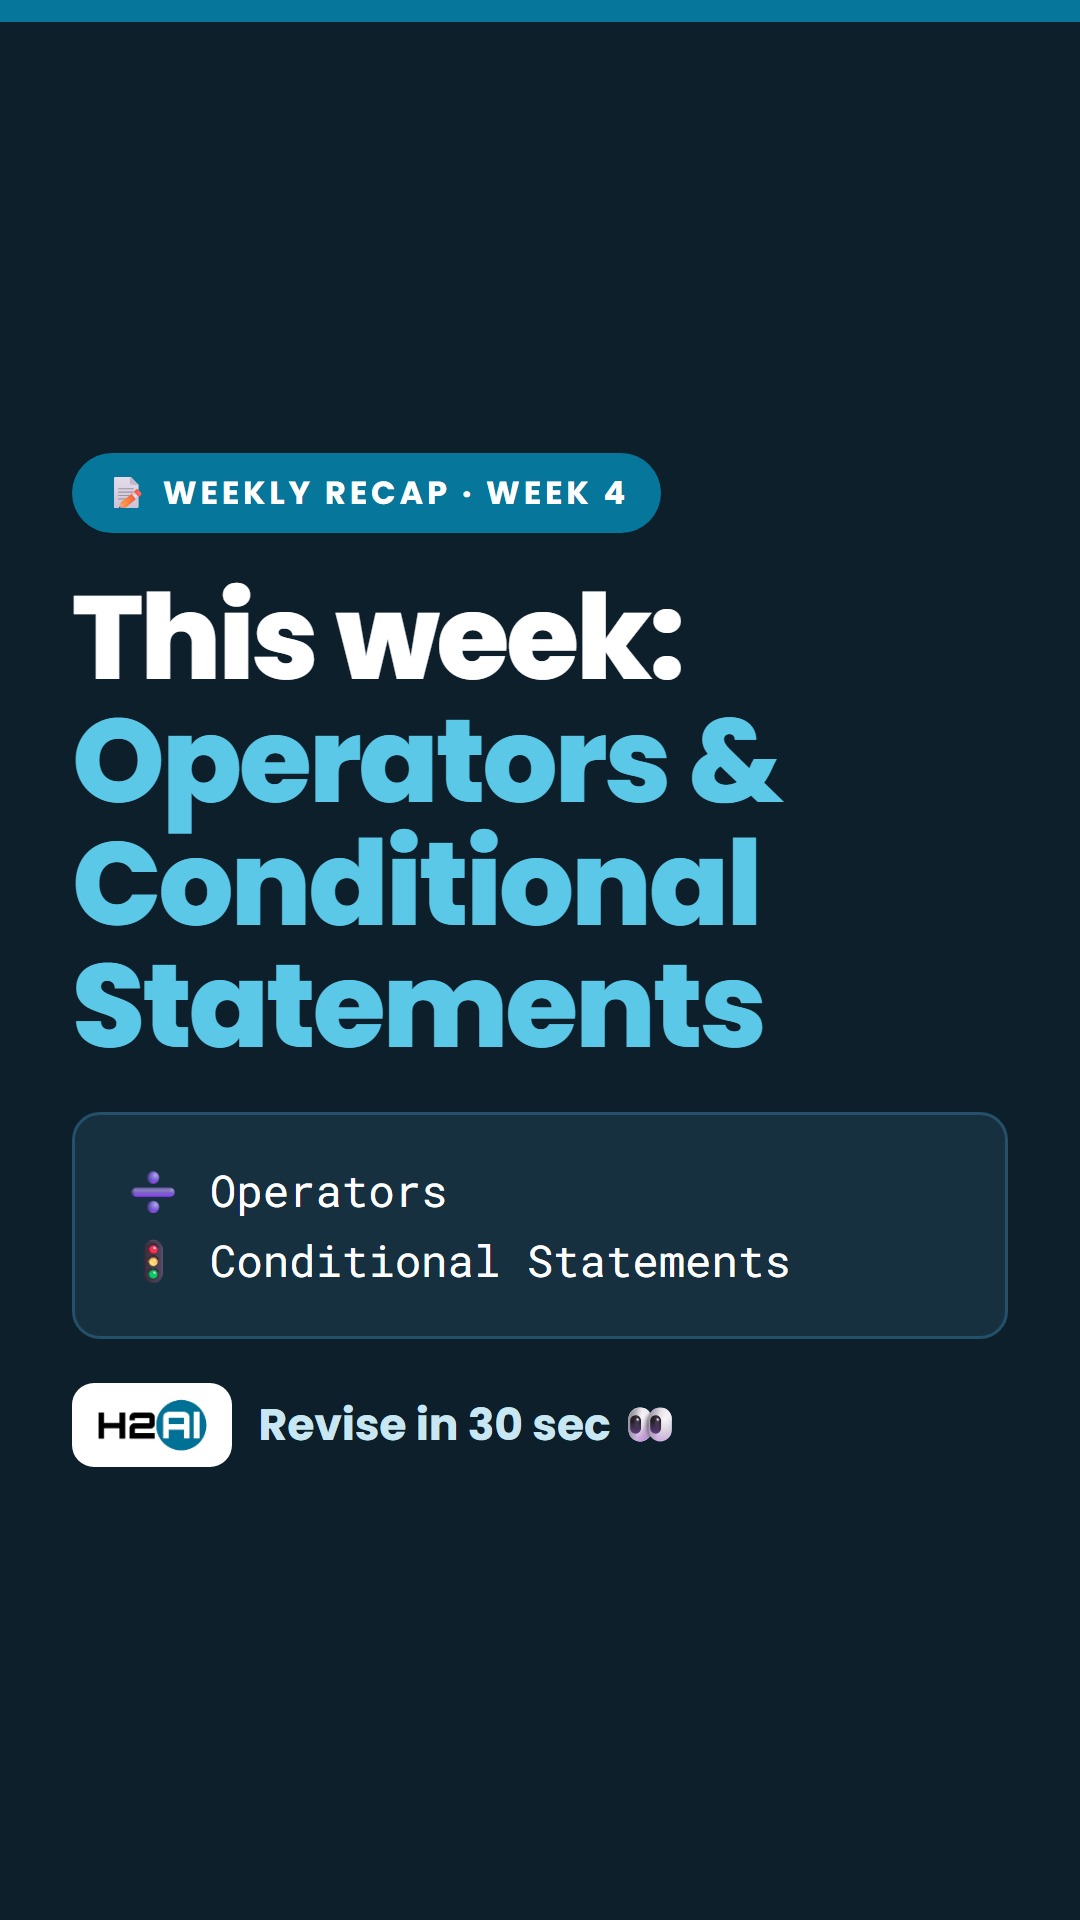 📝 WEEKLY RECAP · WEEK 4
This week:
Operators &
Conditional
Statements
➗ Operators
🚦 Conditional Statements
H2AI Revise in 30 sec 👀